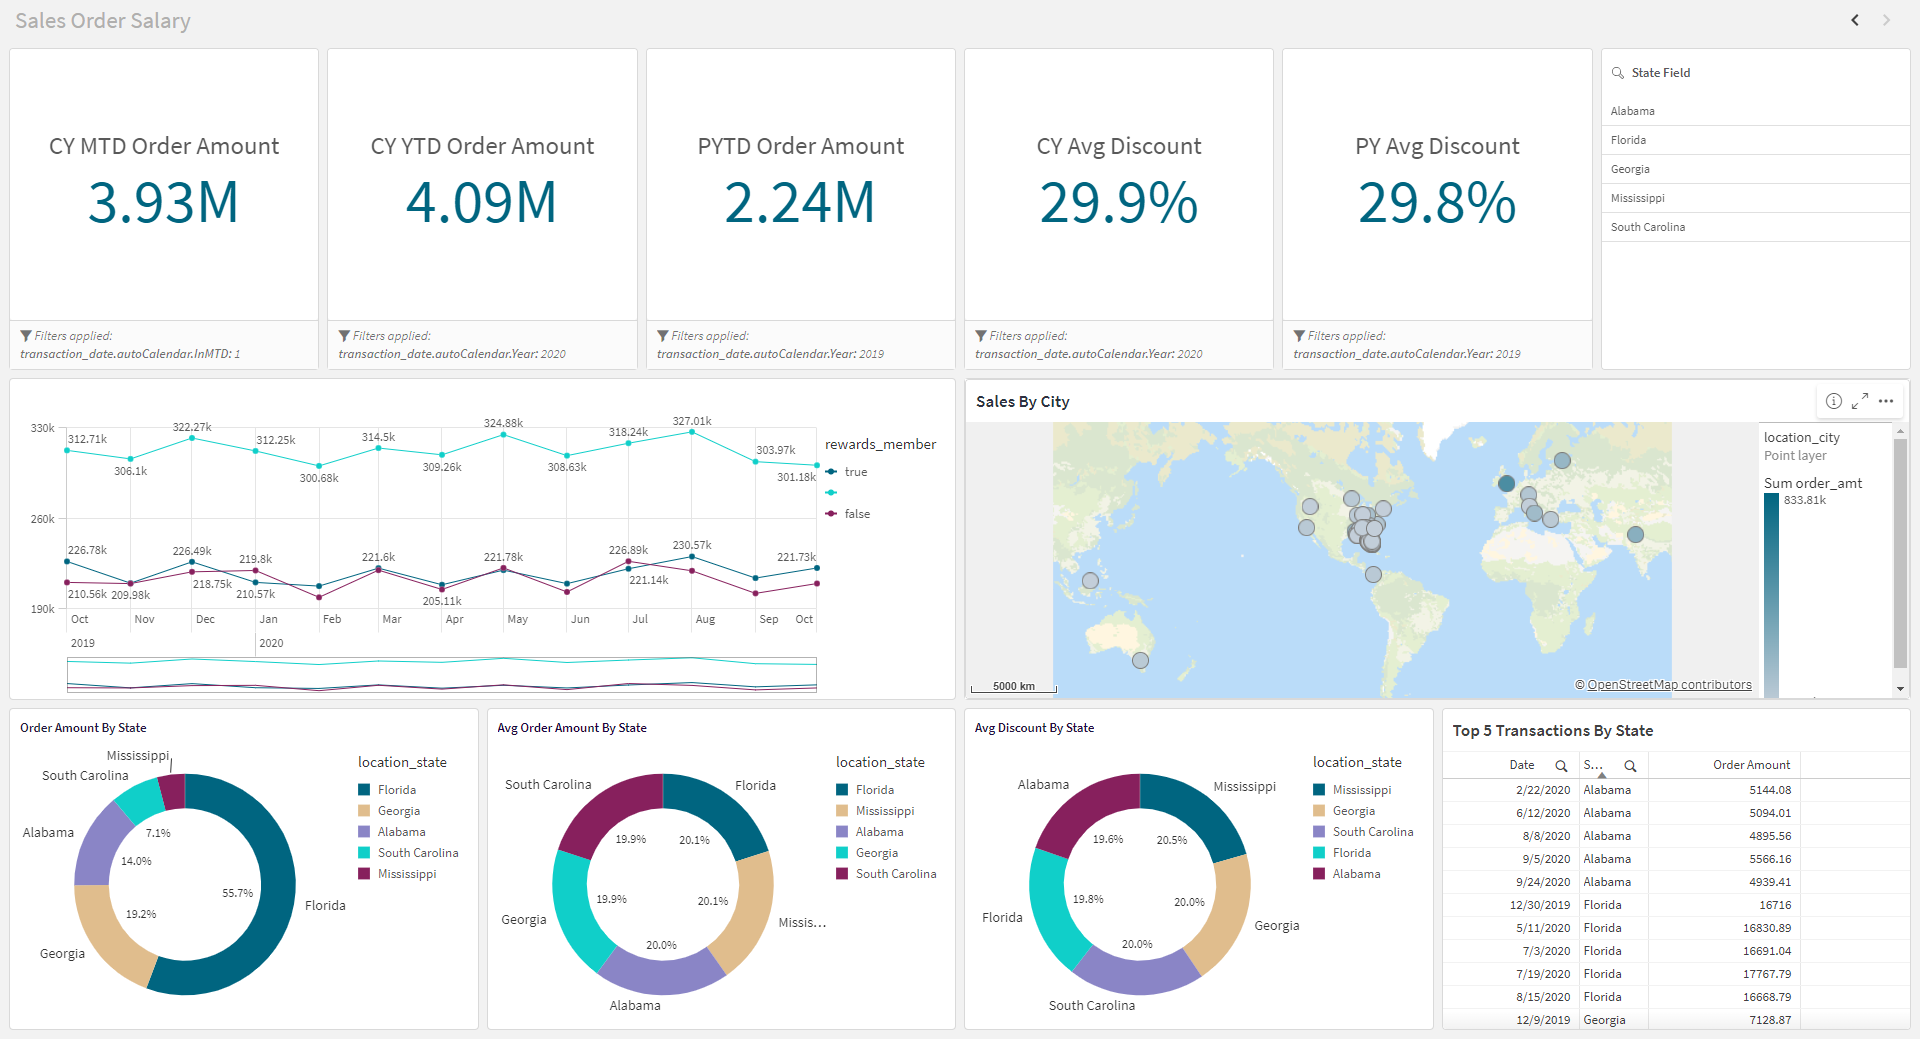 Sales Order Salary
CY MTD Order Amount
3.93M
Filters applied:
transaction_date.autoCalendar.InMTD: 1
CY YTD Order Amount
4.09M
Filters applied:
transaction_date.autoCalendar.Year: 2020
PYTD Order Amount
2.24M
Filters applied:
transaction_date.autoCalendar.Year: 2019
CY Avg Discount
29.9%
Filters applied:
transaction_date.autoCalendar.Year: 2020
PY Avg Discount
29.8%
Filters applied:
transaction_date.autoCalendar.Year: 2019
State Field
Alabama
Florida
Georgia
Mississippi
South Carolina
330k
260k
190k
312.71k
306.1k
322.27k
312.25k
300.68k
314.5k
309.26k
324.88k
308.63k
318.24k
327.01k
303.97k
301.18k
226.78k
226.49k
219.8k
221.6k
221.78k
226.89k
230.57k
221.73k
210.56k
209.98k
218.75k
210.57k
205.11k
221.14k
Oct
Nov
Dec
Jan
Feb
Mar
Apr
May
Jun
Jul
Aug
Sep
Oct
2019
2020
rewards_member
true
false
Sales By City
5000 km
© OpenStreetMap contributors
location_city
Point layer
Sum order_amt
833.81k
Order Amount By State
Mississippi
South Carolina
Alabama
Georgia
Florida
7.1%
14.0%
19.2%
55.7%
location_state
Florida
Georgia
Alabama
South Carolina
Mississippi
Avg Order Amount By State
South Carolina
Florida
Georgia
Missis...
Alabama
19.9%
20.1%
19.9%
20.1%
20.0%
location_state
Florida
Mississippi
Alabama
Georgia
South Carolina
Avg Discount By State
Alabama
Mississippi
Florida
Georgia
South Carolina
19.6%
20.5%
19.8%
20.0%
20.0%
location_state
Mississippi
Georgia
South Carolina
Florida
Alabama
Top 5 Transactions By State
Date S... Order Amount
2/22/2020 Alabama 5144.08
6/12/2020 Alabama 5094.01
8/8/2020 Alabama 4895.56
9/5/2020 Alabama 5566.16
9/24/2020 Alabama 4939.41
12/30/2019 Florida 16716
5/11/2020 Florida 16830.89
7/3/2020 Florida 16691.04
7/19/2020 Florida 17767.79
8/15/2020 Florida 16668.79
12/9/2019 Georgia 7128.87